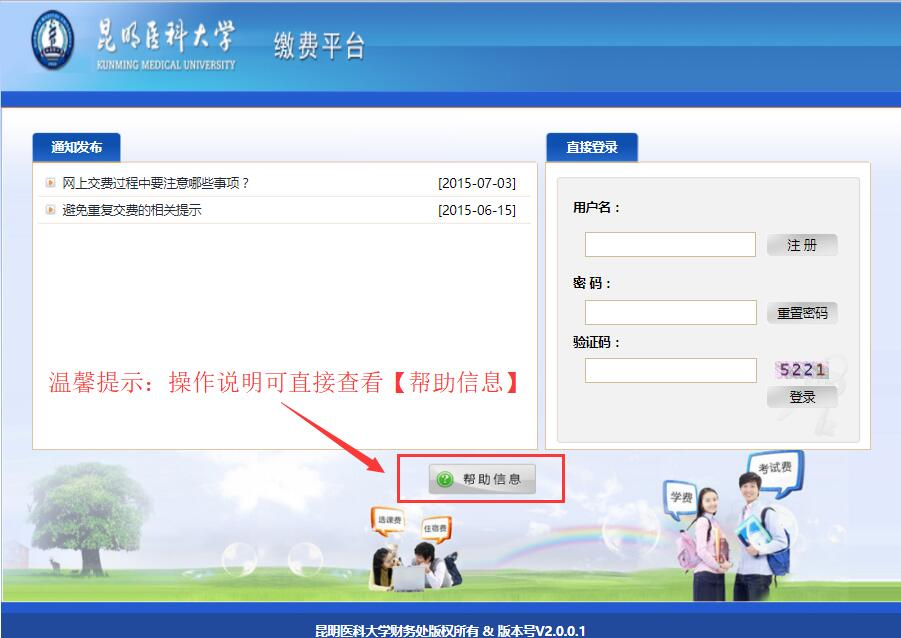 昆明医科大学
KUNMING MEDICAL UNIVERSITY
缴费平台
通知发布
网上交费过程中要注意哪些事项？ [2015-07-03]
避免重复交费的相关提示 [2015-06-15]
温馨提示：操作说明可直接查看【帮助信息】
直接登录
用户名：
注 册
密 码：
重置密码
验证码：
5221
登录
帮助信息
选课费
住宿费
学费
考试费
昆明医科大学财务处版权所有 & 版本号V2.0.0.1